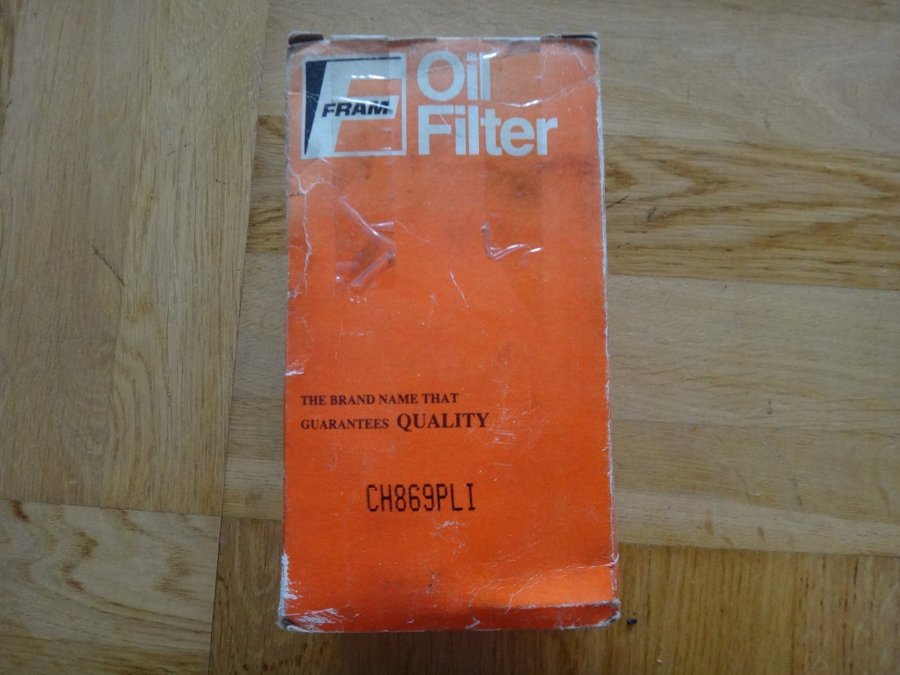 FRAM
Oil
Filter
THE BRAND NAME THAT
GUARANTEES QUALITY
CH869PLI